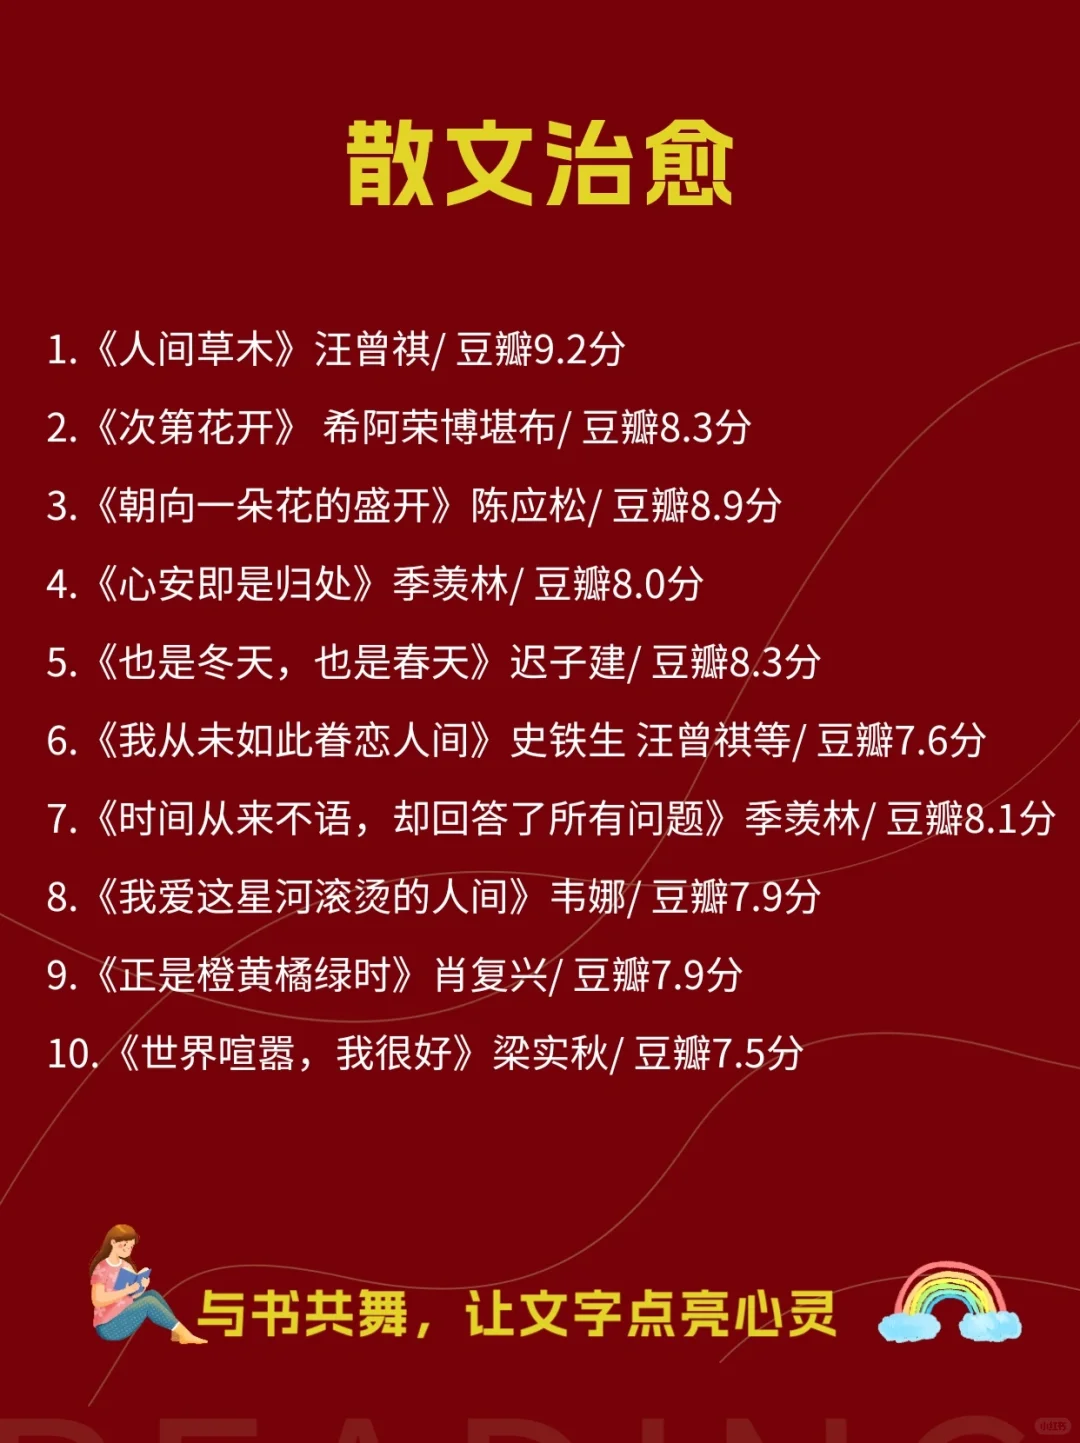 散文治愈
1.《人间草木》汪曾祺/ 豆瓣9.2分
2.《次第花开》 希阿荣博堪布/ 豆瓣8.3分
3.《朝向一朵花的盛开》陈应松/ 豆瓣8.9分
4.《心安即是归处》季羡林/ 豆瓣8.0分
5.《也是冬天，也是春天》迟子建/ 豆瓣8.3分
6.《我从未如此眷恋人间》史铁生 汪曾祺等/ 豆瓣7.6分
7.《时间从来不语，却回答了所有问题》季羡林/ 豆瓣8.1分
8.《我爱这星河滚烫的人间》韦娜/ 豆瓣7.9分
9.《正是橙黄橘绿时》肖复兴/ 豆瓣7.9分
10.《世界喧嚣，我很好》梁实秋/ 豆瓣7.5分
与书共舞，让文字点亮心灵
READING
小红书